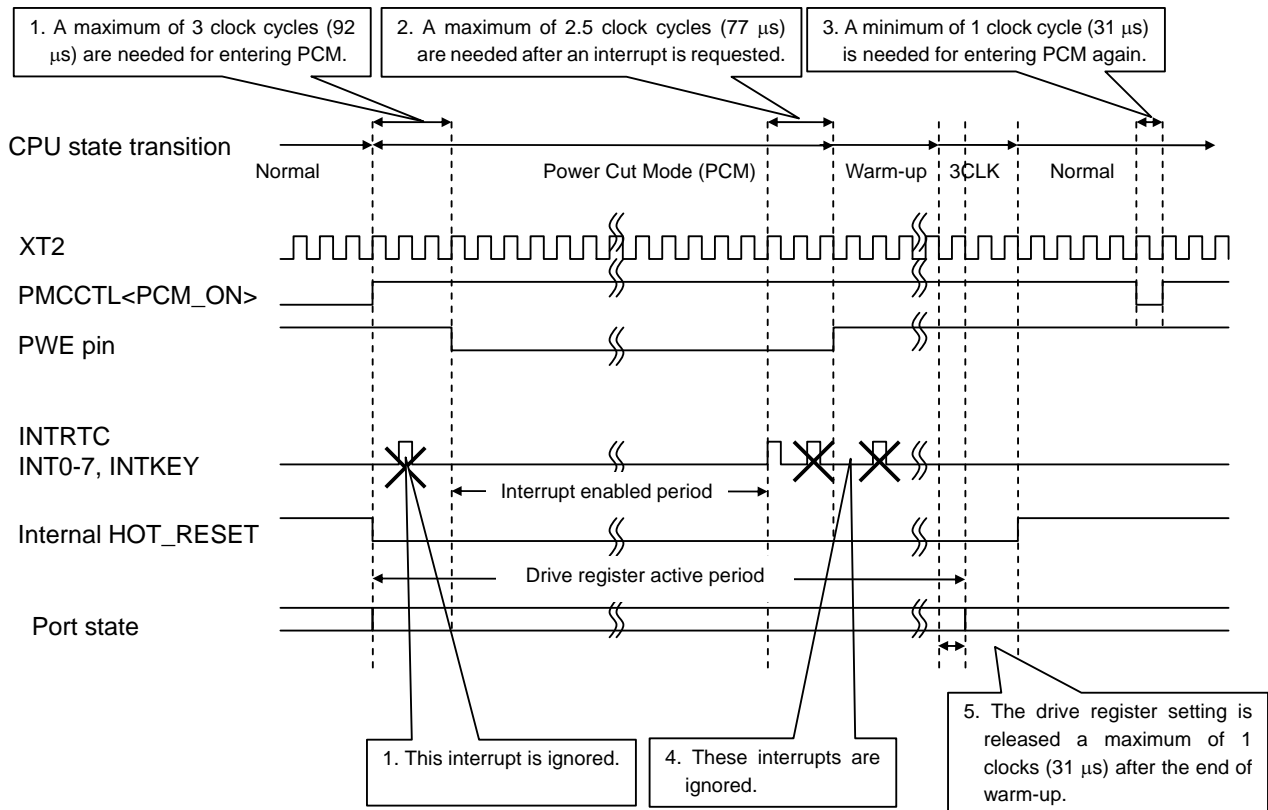 1. A maximum of 3 clock cycles (92
μs) are needed for entering PCM.
2. A maximum of 2.5 clock cycles (77 μs)
are needed after an interrupt is requested.
3. A minimum of 1 clock cycle (31 μs)
is needed for entering PCM again.
CPU state transition
Normal
Power Cut Mode (PCM)
Warm-up
3CLK
Normal
XT2
PMCCTL<PCM_ON>
PWE pin
INTRTC
INT0-7, INTKEY
Interrupt enabled period
Internal HOT_RESET
Drive register active period
Port state
1. This interrupt is ignored.
4. These interrupts are
ignored.
5. The drive register setting is
released a maximum of 1
clocks (31 μs) after the end of
warm-up.